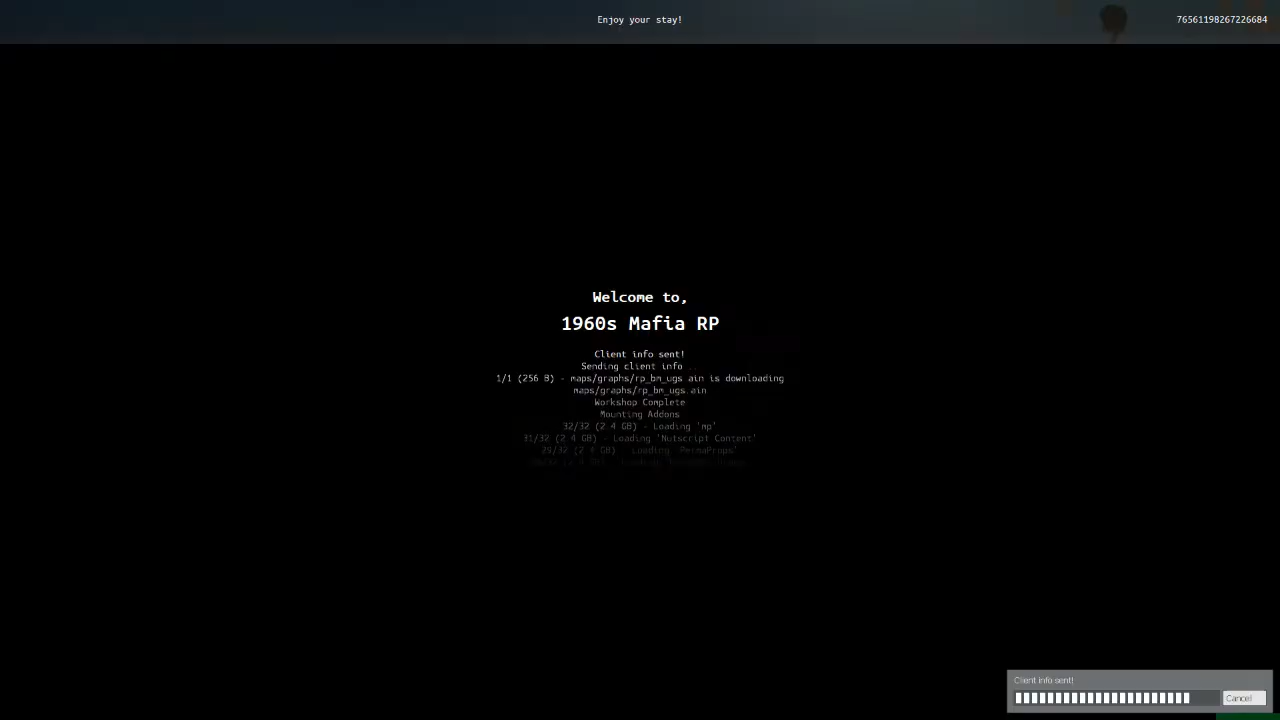 Enjoy your stay!
76561198267226684
Welcome to,
1960s Mafia RP
Client info sent!
Sending client info ..
1/1 (256 B) - maps/graphs/rp_bm_ugs ain is downloading
maps/graphs/rp_bm_ugs ain
Workshop Complete
Mounting Addons
32/32 (2 4 GB) - Loading 'mp'
31/32 (2 4 GB) - Loading 'Nutscript Content'
29/32 (2 4 GB) - Loading 'PermaProps'
Client info sent!
Cancel